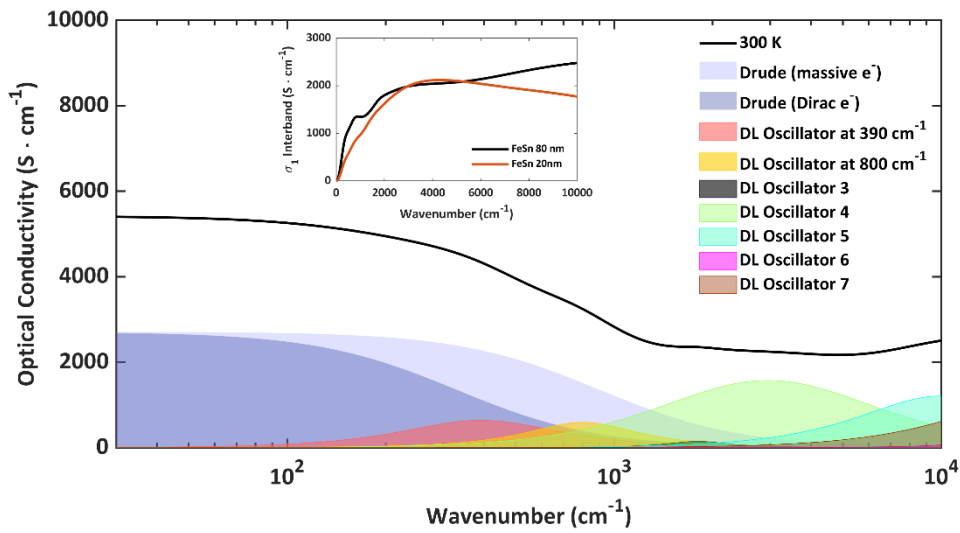 10000
8000
6000
4000
2000
0
Optical Conductivity (S · cm⁻¹)
10²
10³
10⁴
Wavenumber (cm⁻¹)
3000
2000
1000
0
σ₁ Interband (S · cm⁻¹)
0
2000
4000
6000
8000
10000
Wavenumber (cm⁻¹)
FeSn 80 nm
FeSn 20nm
300 K
Drude (massive e⁻)
Drude (Dirac e⁻)
DL Oscillator at 390 cm⁻¹
DL Oscillator at 800 cm⁻¹
DL Oscillator 3
DL Oscillator 4
DL Oscillator 5
DL Oscillator 6
DL Oscillator 7